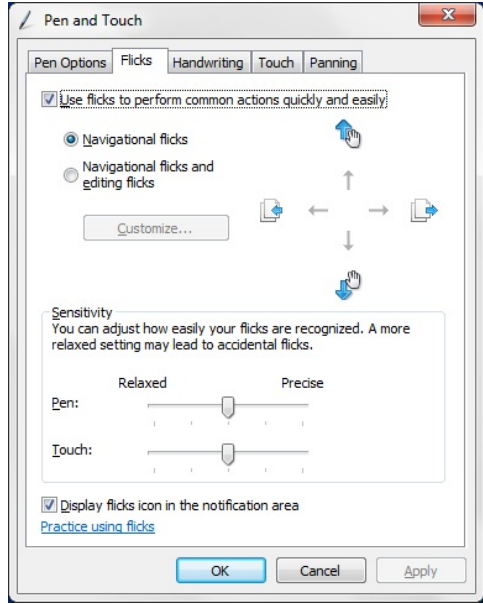 Pen and Touch
Pen Options Flicks Handwriting Touch Panning
Use flicks to perform common actions quickly and easily
Navigational flicks
Navigational flicks and
editing flicks
Customize...
Sensitivity
You can adjust how easily your flicks are recognized. A more
relaxed setting may lead to accidental flicks.
Relaxed Precise
Pen:
Touch:
Display flicks icon in the notification area
Practice using flicks
OK Cancel Apply